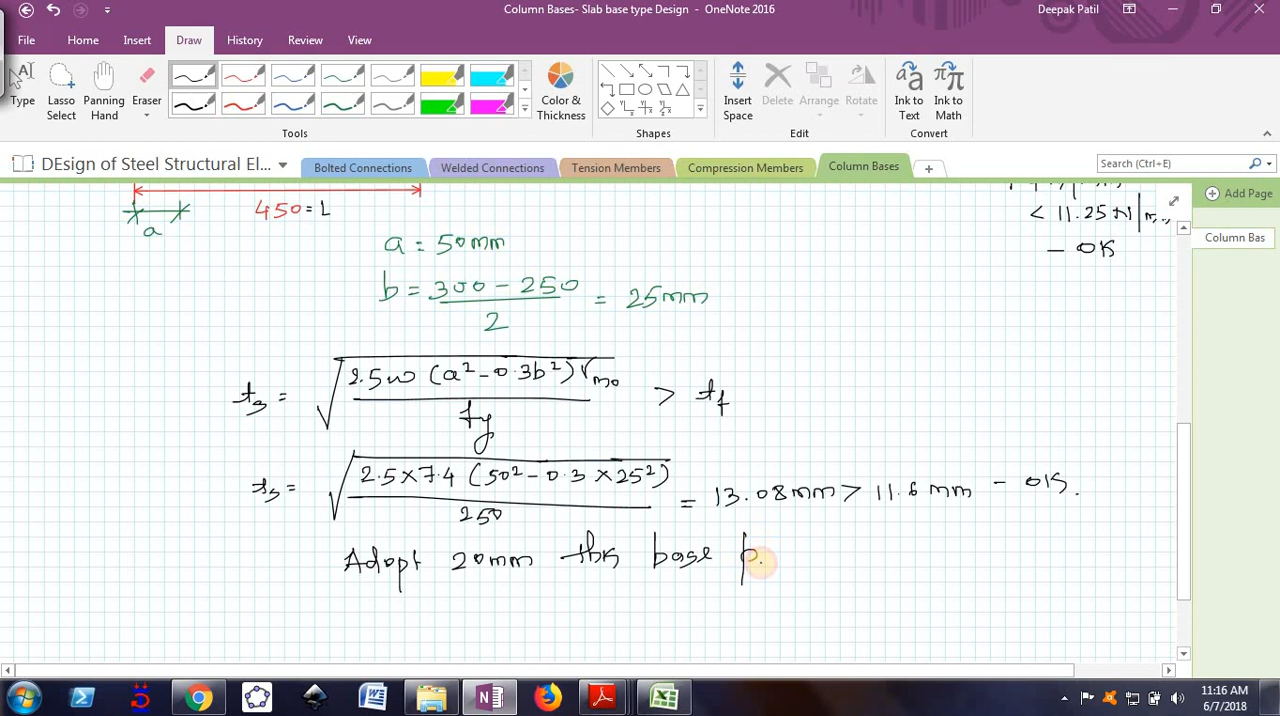 Column Bases- Slab base type Design - OneNote 2016
Deepak Patil
File Home Insert Draw History Review View
Type
Lasso Select
Panning Hand
Eraser
Color & Thickness
Insert Space
Delete
Arrange
Rotate
Ink to Text
Ink to Math
Tools
Shapes
Edit
Convert
DEsign of Steel Structural El...
Bolted Connections
Welded Connections
Tension Members
Compression Members
Column Bases
Search (Ctrl+E)
Add Page
Column Bas
450 = L
a
< 11.25 N/m
- OK
a = 50mm
b = (300 - 250)/2 = 25mm
ts = √(2.5w (a² - 0.3b²) γm0 / fy) > tf
ts = √(2.5×7.4 (50² - 0.3 × 25²) / 250) = 13.08mm > 11.6 mm - OK.
Adopt 20mm thk base p
11:16 AM
6/7/2018